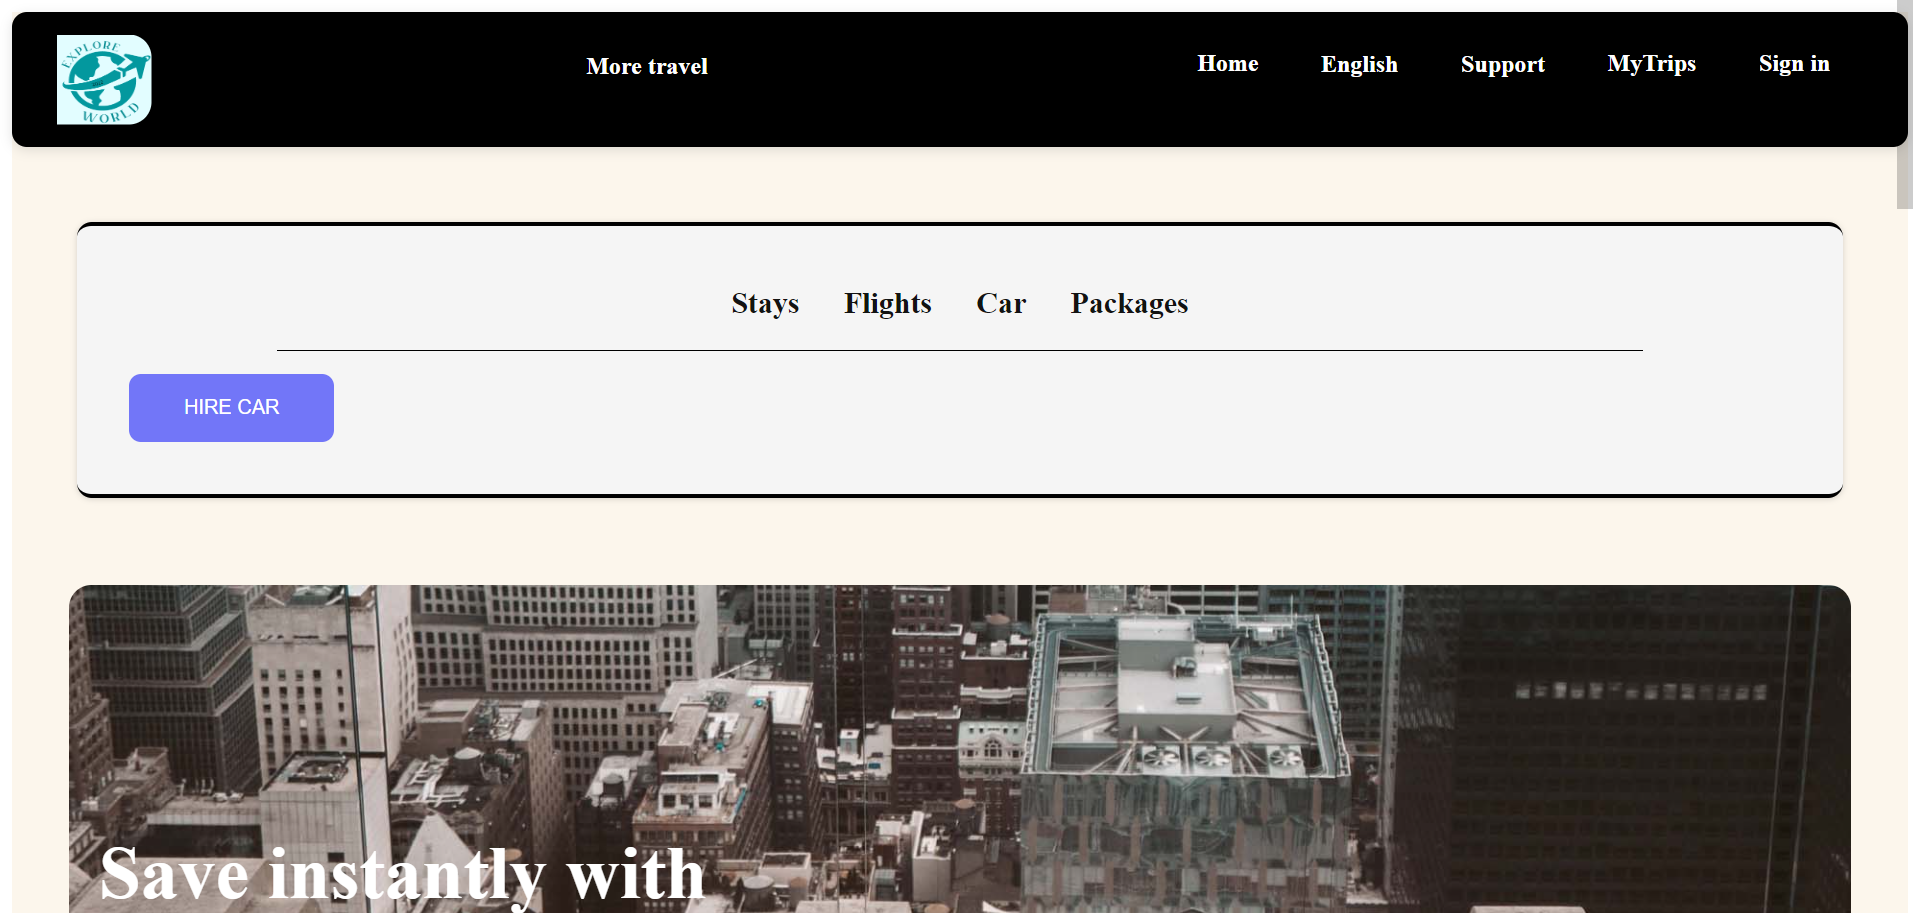 EXPLORE
WORLD
More travel
Home
English
Support
MyTrips
Sign in
Stays
Flights
Car
Packages
HIRE CAR
Save instantly with